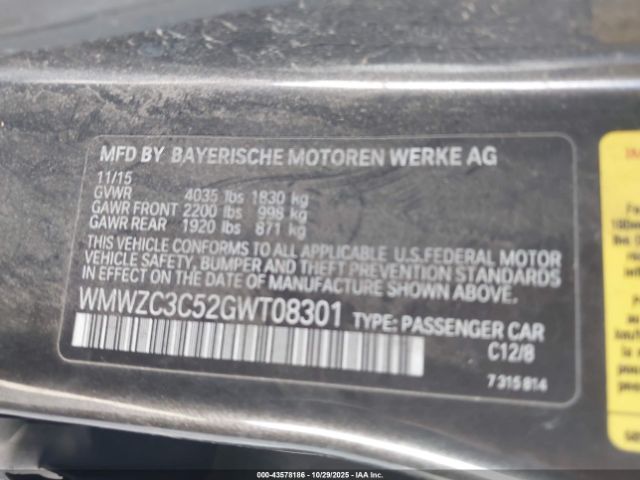 MFD BY BAYERISCHE MOTOREN WERKE AG
11/15
GVWR 4035 lbs 1830 kg
GAWR FRONT 2200 lbs 998 kg
GAWR REAR 1920 lbs 871 kg
THIS VEHICLE CONFORMS TO ALL APPLICABLE U.S.FEDERAL MOTOR
VEHICLE SAFETY, BUMPER AND THEFT PREVENTION STANDARDS
IN EFFECT ON THE DATE OF MANUFACTURE SHOWN ABOVE.
WMWZC3C52GWT08301 TYPE: PASSENGER CAR
C12/8
7 315 814
000-43578186 - 10/29/2025 - IAA, Inc.